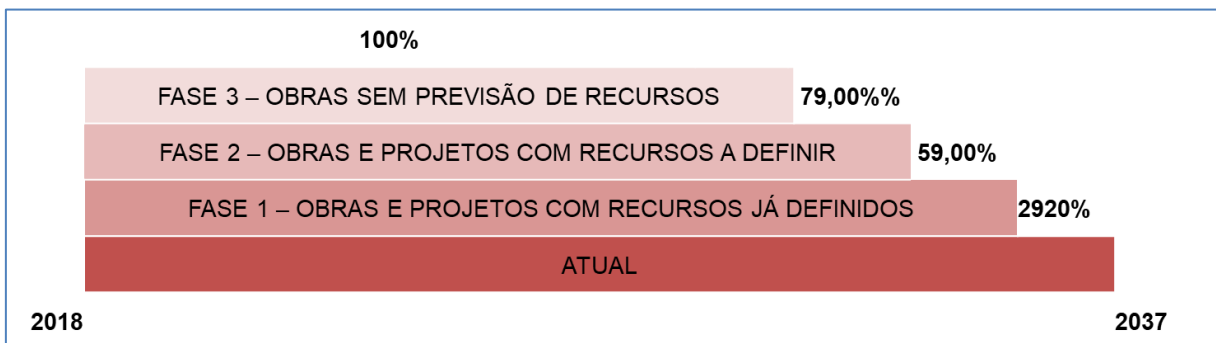 100%
FASE 3 – OBRAS SEM PREVISÃO DE RECURSOS 79,00%%
FASE 2 – OBRAS E PROJETOS COM RECURSOS A DEFINIR 59,00%
FASE 1 – OBRAS E PROJETOS COM RECURSOS JÁ DEFINIDOS 2920%
ATUAL
2018 2037